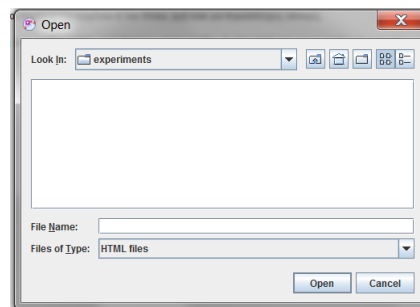 Open
Look In: experiments
File Name:
Files of Type: HTML files
Open Cancel